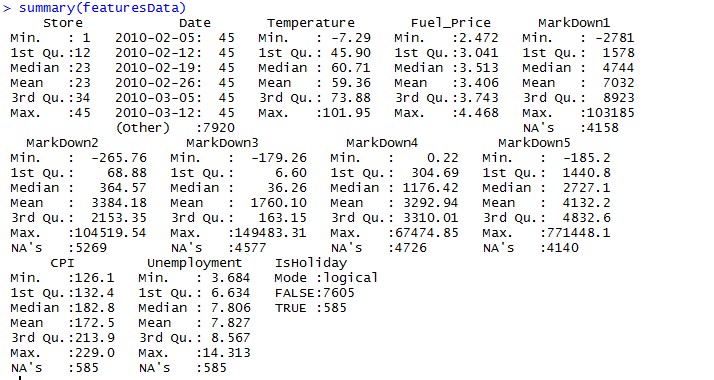 > summary(featuresData)
     Store          Date        Temperature       Fuel_Price      MarkDown1
 Min.   : 1   2010-02-05:  45   Min.   : -7.29   Min.   :2.472   Min.   : -2781
 1st Qu.:12   2010-02-12:  45   1st Qu.: 45.90   1st Qu.:3.041   1st Qu.:  1578
 Median :23   2010-02-19:  45   Median : 60.71   Median :3.513   Median :  4744
 Mean   :23   2010-02-26:  45   Mean   : 59.36   Mean   :3.406   Mean   :  7032
 3rd Qu.:34   2010-03-05:  45   3rd Qu.: 73.88   3rd Qu.:3.743   3rd Qu.:  8923
 Max.   :45   2010-03-12:  45   Max.   :101.95   Max.   :4.468   Max.   :103185
              (Other)   :7920                                    NA's   :4158
   MarkDown2           MarkDown3           MarkDown4          MarkDown5
 Min.   :  -265.76   Min.   :  -179.26   Min.   :    0.22   Min.   :  -185.2
 1st Qu.:    68.88   1st Qu.:     6.60   1st Qu.:  304.69   1st Qu.:  1440.8
 Median :   364.57   Median :    36.26   Median : 1176.42   Median :  2727.1
 Mean   :  3384.18   Mean   :  1760.10   Mean   : 3292.94   Mean   :  4132.2
 3rd Qu.:  2153.35   3rd Qu.:   163.15   3rd Qu.: 3310.01   3rd Qu.:  4832.6
 Max.   :104519.54   Max.   :149483.31   Max.   :67474.85   Max.   :771448.1
 NA's   :5269        NA's   :4577        NA's   :4726       NA's   :4140
      CPI         Unemployment    IsHoliday
 Min.   :126.1   Min.   : 3.684   Mode :logical
 1st Qu.:132.4   1st Qu.: 6.634   FALSE:7605
 Median :182.8   Median : 7.806   TRUE :585
 Mean   :172.5   Mean   : 7.827
 3rd Qu.:213.9   3rd Qu.: 8.567
 Max.   :229.0   Max.   :14.313
 NA's   :585     NA's   :585